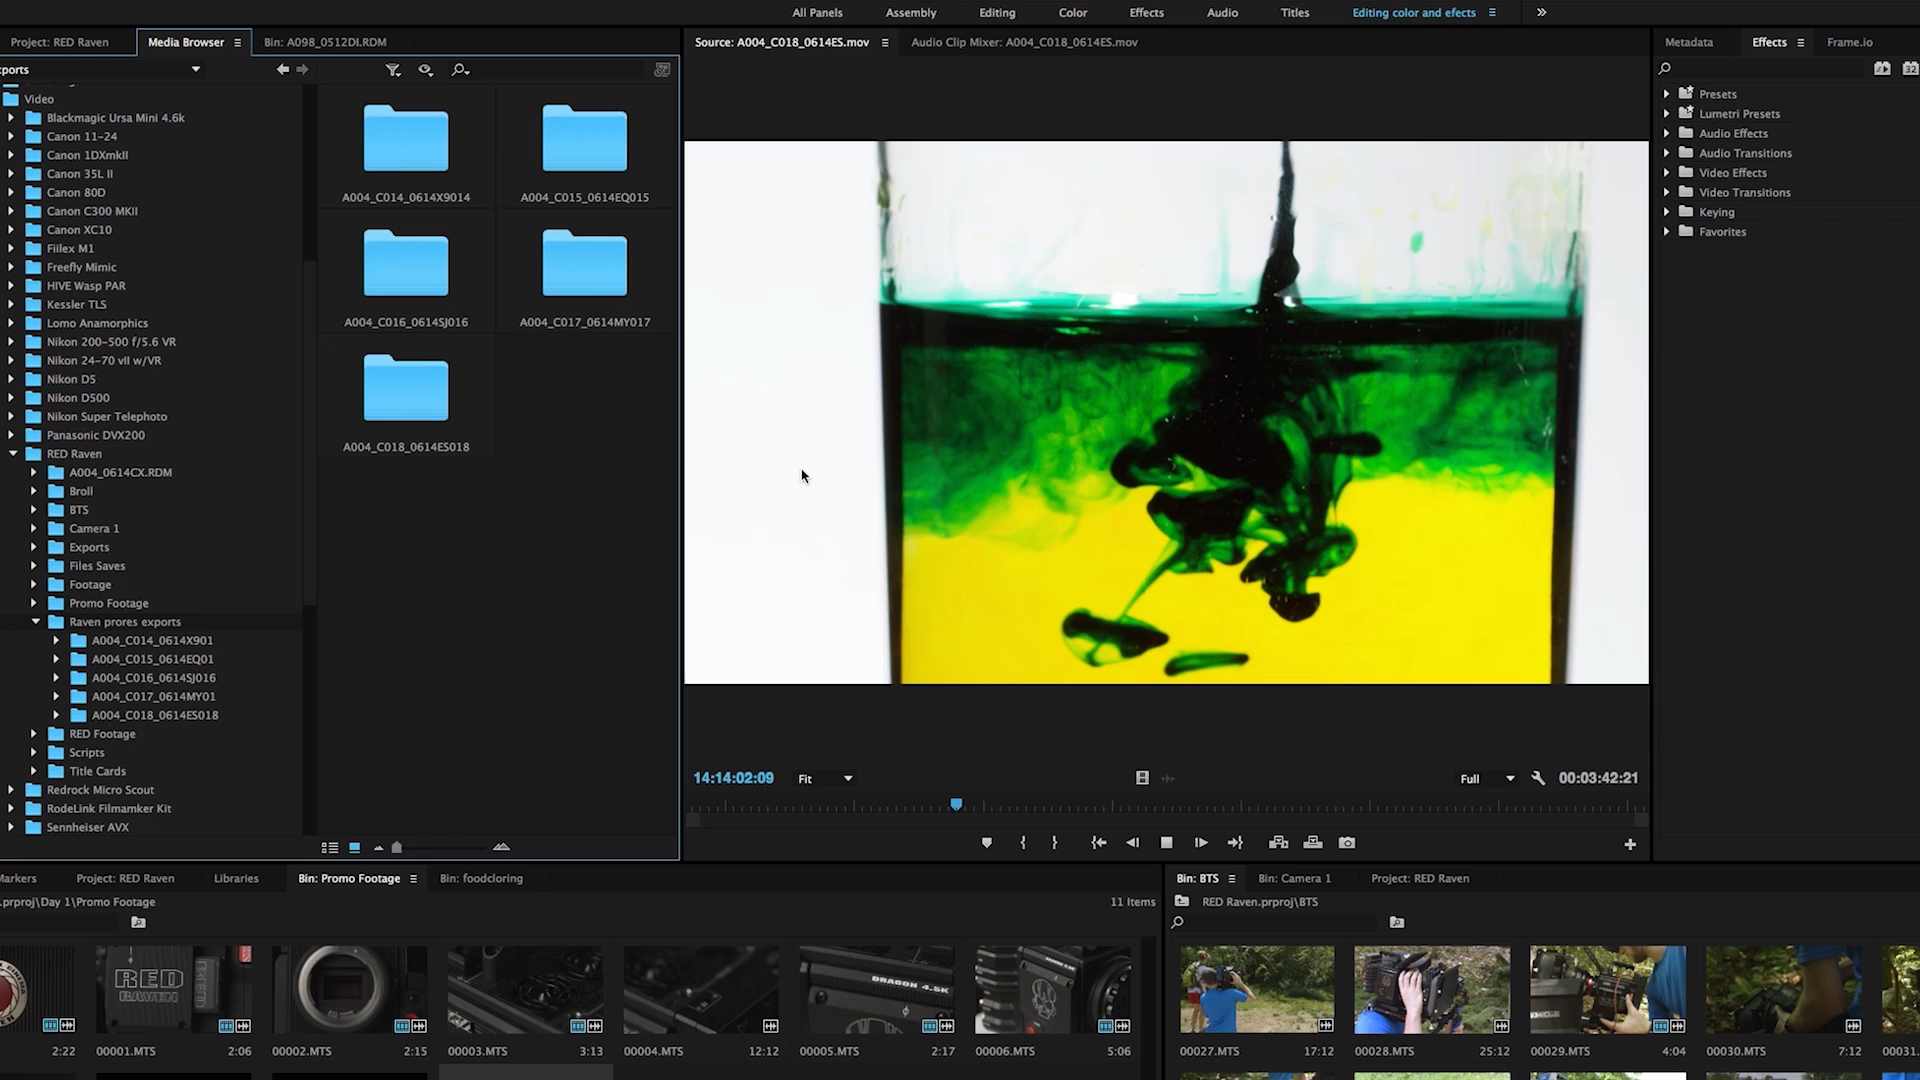 All Panels Assembly Editing Color Effects Audio Titles Editing color and efects
Project: RED Raven Media Browser Bin: A098_0512DI.RDM
Source: A004_C018_0614ES.mov Audio Clip Mixer: A004_C018_0614ES.mov
Metadata Effects Frame.io
xports
32
Video
Blackmagic Ursa Mini 4.6k
Canon 11-24
Canon 1DXmkII
Canon 35L II
Canon 80D
Canon C300 MKII
Canon XC10
Fiilex M1
Freefly Mimic
HIVE Wasp PAR
Kessler TLS
Lomo Anamorphics
Nikon 200-500 f/5.6 VR
Nikon 24-70 vII w/VR
Nikon D5
Nikon D500
Nikon Super Telephoto
Panasonic DVX200
RED Raven
A004_0614CX.RDM
Broll
BTS
Camera 1
Exports
Files Saves
Footage
Promo Footage
Raven prores exports
A004_C014_0614X901
A004_C015_0614EQ01
A004_C016_0614SJ016
A004_C017_0614MY01
A004_C018_0614ES018
RED Footage
Scripts
Title Cards
Redrock Micro Scout
RodeLink Filmamker Kit
Sennheiser AVX
A004_C014_0614X9014
A004_C015_0614EQ015
A004_C016_0614SJ016
A004_C017_0614MY017
A004_C018_0614ES018
14:14:02:09 Fit Full 00:03:42:21
Presets
Lumetri Presets
Audio Effects
Audio Transitions
Video Effects
Video Transitions
Keying
Favorites
Markers Project: RED Raven Libraries Bin: Promo Footage Bin: foodcloring
.prproj\Day 1\Promo Footage 11 Items
RED
RAVEN
DRAGON 4.5K
2:22 00001.MTS 2:06 00002.MTS 2:15 00003.MTS 3:13 00004.MTS 12:12 00005.MTS 2:17 00006.MTS 5:06
Bin: BTS Bin: Camera 1 Project: RED Raven
RED Raven.prproj\BTS
00027.MTS 17:12 00028.MTS 25:12 00029.MTS 4:04 00030.MTS 7:12 00031.